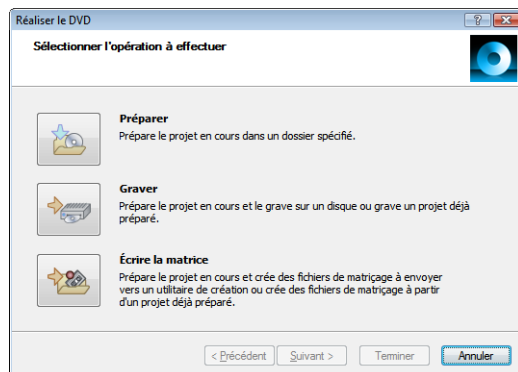 Réaliser le DVD
Sélectionner l'opération à effectuer
Préparer
Prépare le projet en cours dans un dossier spécifié.
Graver
Prépare le projet en cours et le grave sur un disque ou grave un projet déjà
préparé.
Écrire la matrice
Prépare le projet en cours et crée des fichiers de matriçage à envoyer
vers un utilitaire de création ou crée des fichiers de matriçage à partir
d'un projet déjà préparé.
< Précédent Suivant > Terminer Annuler